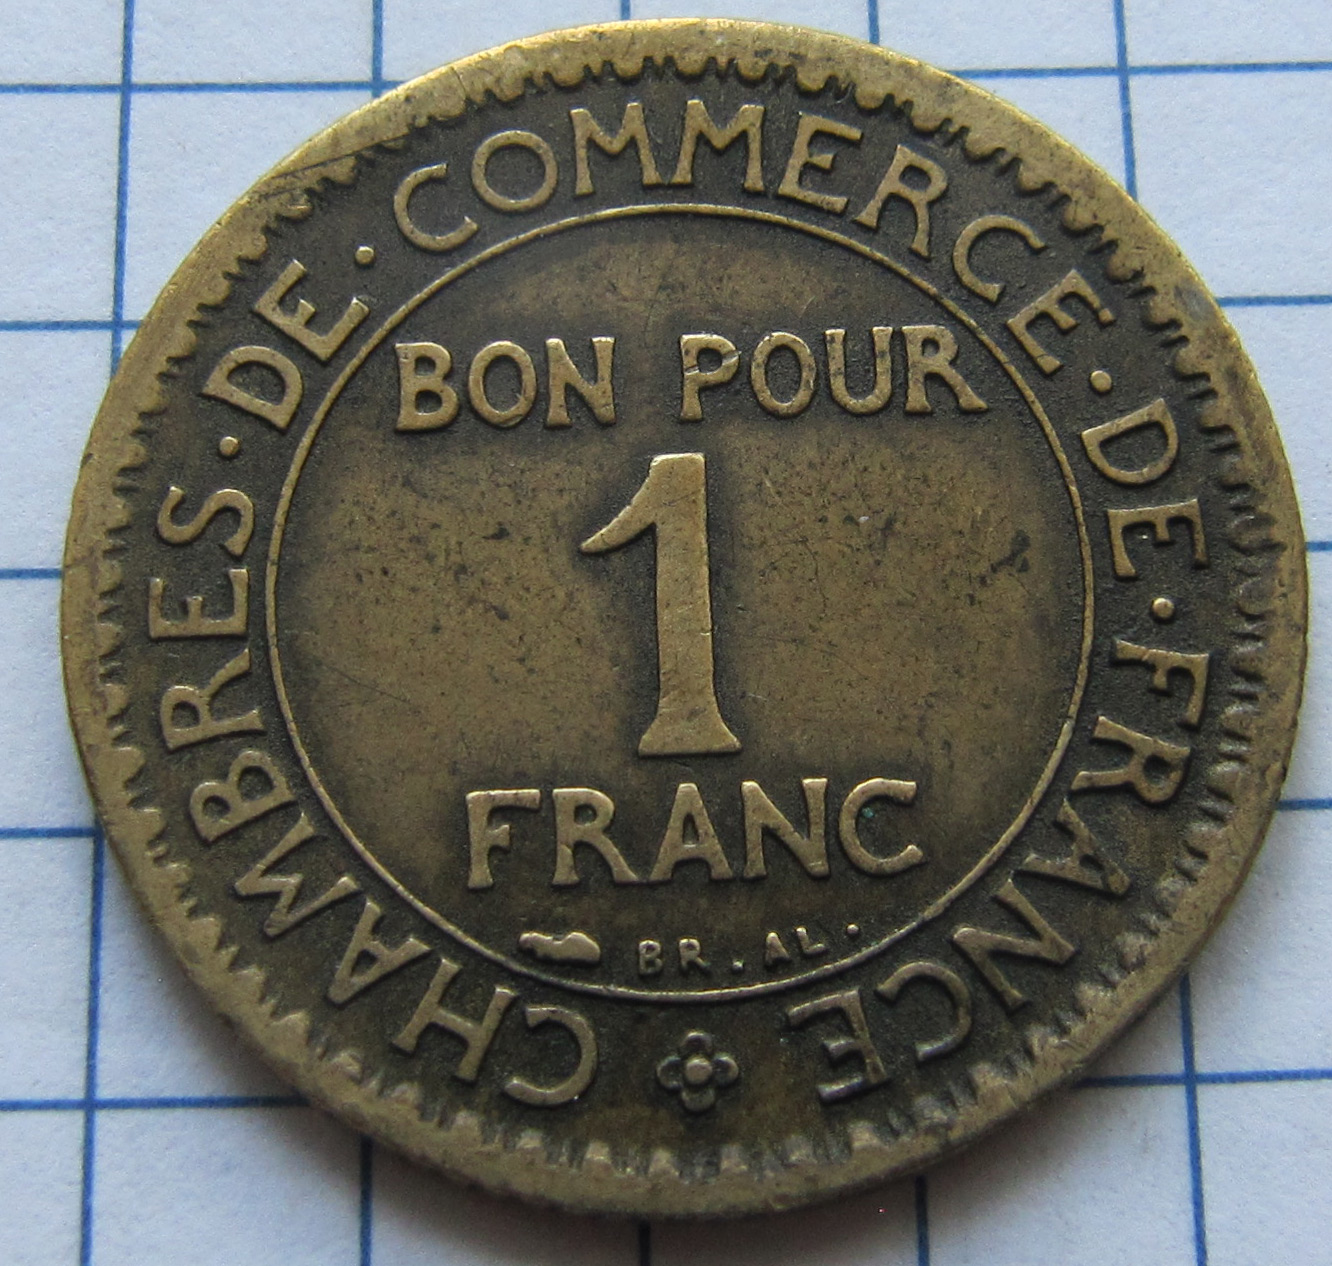 CHAMBRES · DE · COMMERCE · DE · FRANCE
BON POUR
1
FRANC
BR. AL.